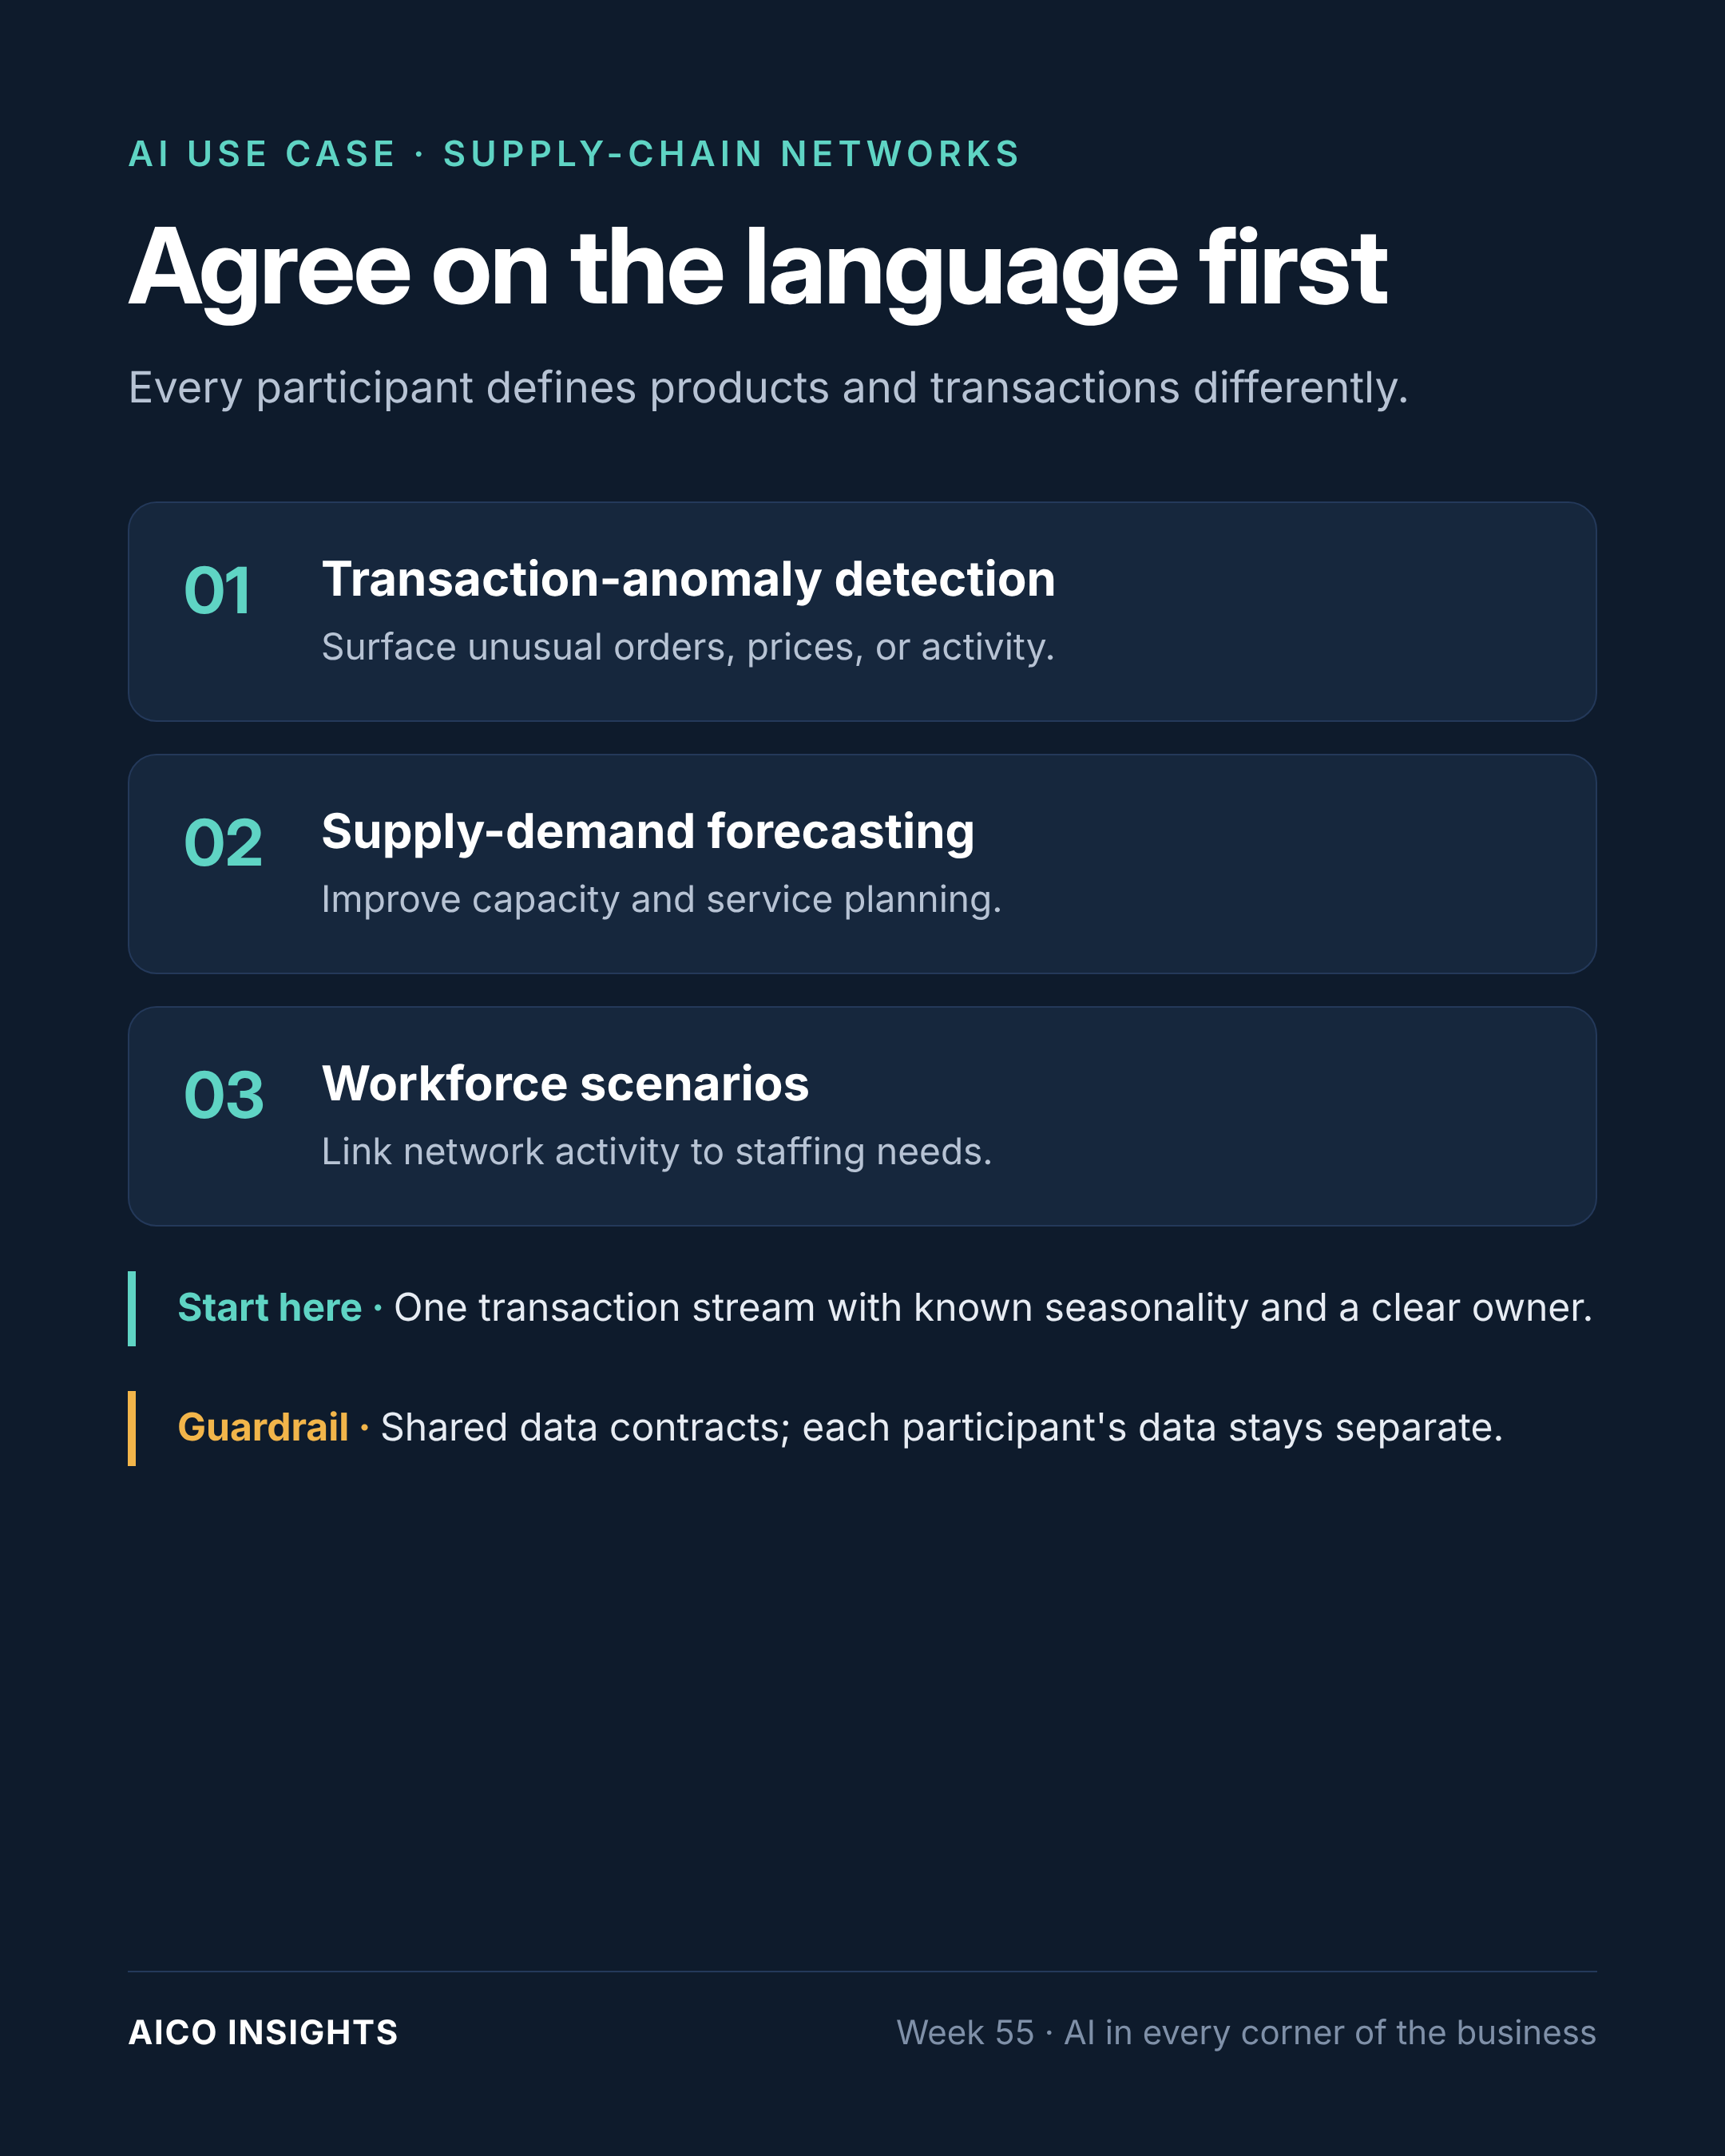 AI USE CASE · SUPPLY-CHAIN NETWORKS
Agree on the language first
Every participant defines products and transactions differently.
01
Transaction-anomaly detection
Surface unusual orders, prices, or activity.
02
Supply-demand forecasting
Improve capacity and service planning.
03
Workforce scenarios
Link network activity to staffing needs.
Start here · One transaction stream with known seasonality and a clear owner.
Guardrail · Shared data contracts; each participant's data stays separate.
AICO INSIGHTS
Week 55 · AI in every corner of the business